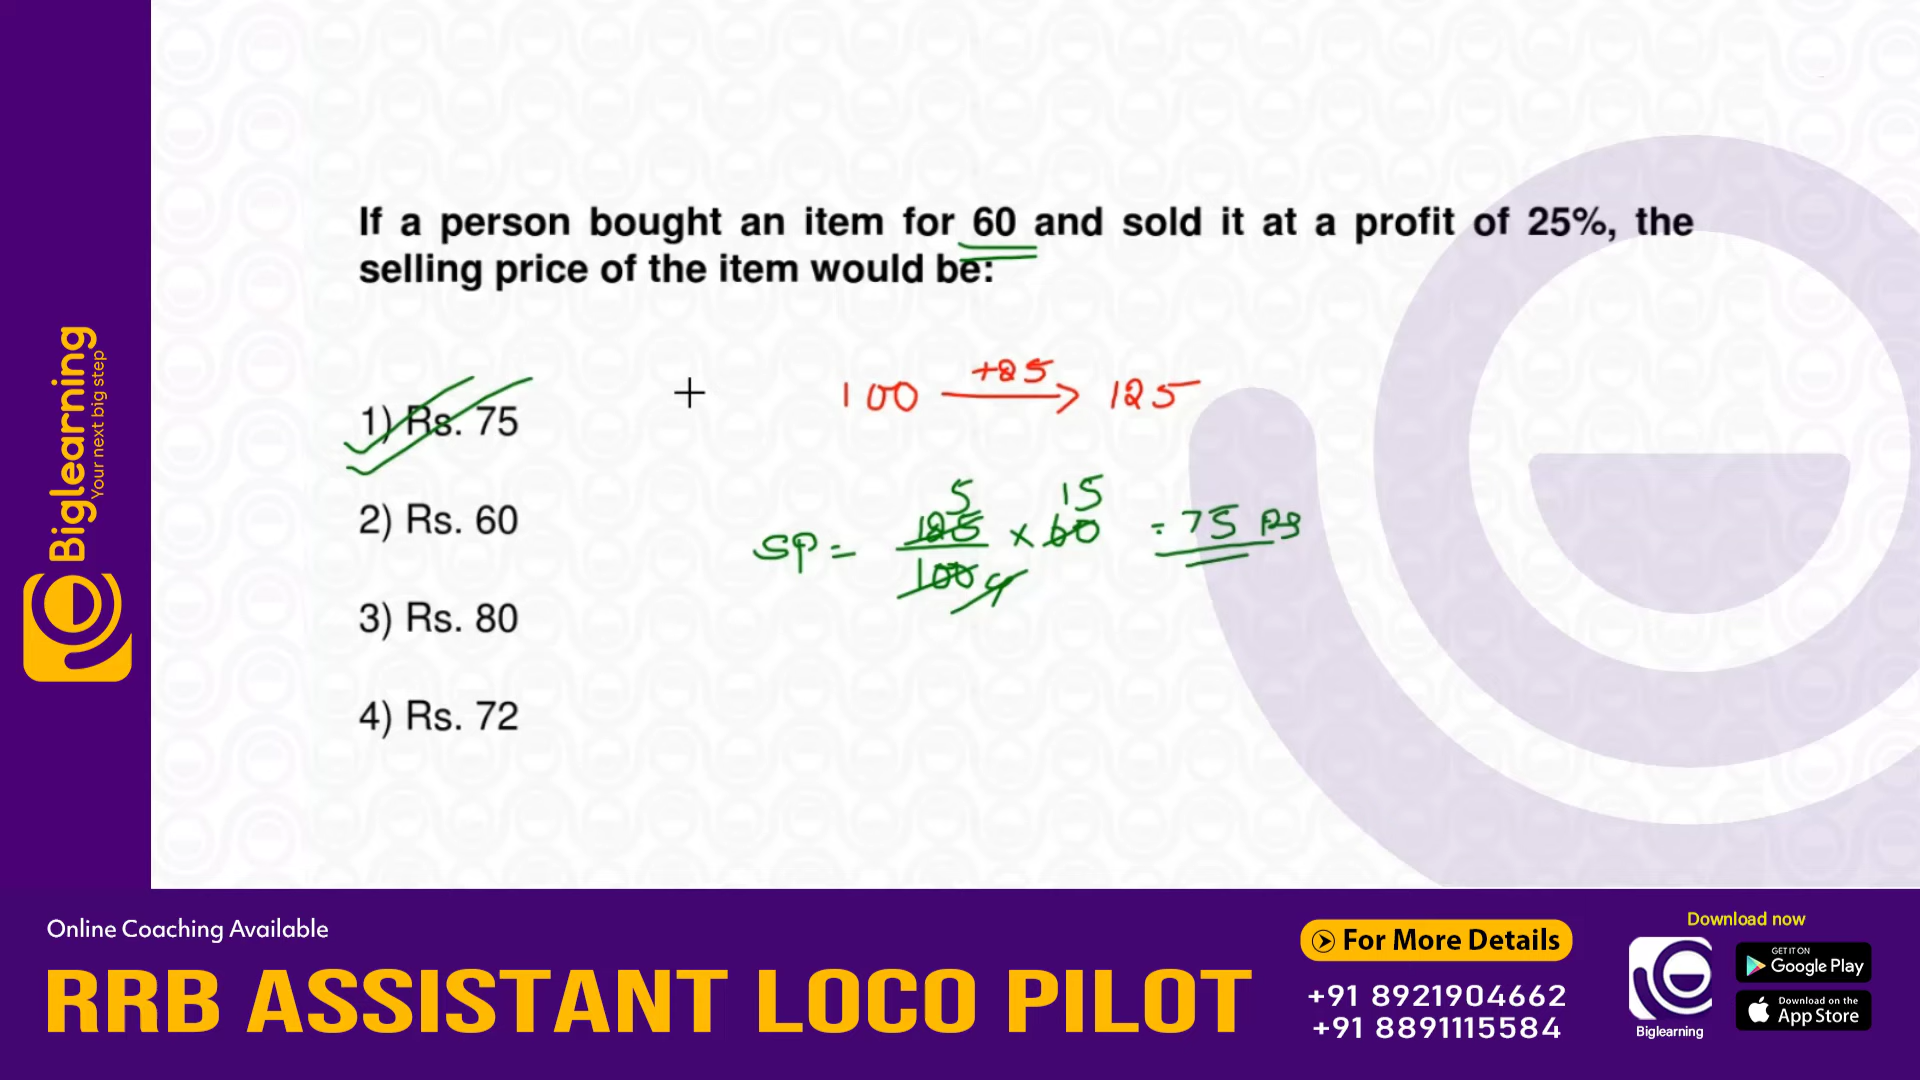 If a person bought an item for 60 and sold it at a profit of 25%, the
selling price of the item would be:
1) Rs. 75
2) Rs. 60
3) Rs. 80
4) Rs. 72
100 +25 → 125
5 15
SP = 125 × 60 = 75 Rs
100 4
Biglearning
Your next big step
Online Coaching Available
RRB ASSISTANT LOCO PILOT
For More Details
+91 8921904662
+91 8891115584
Download now
Biglearning
GET IT ON
Google Play
Download on the
App Store